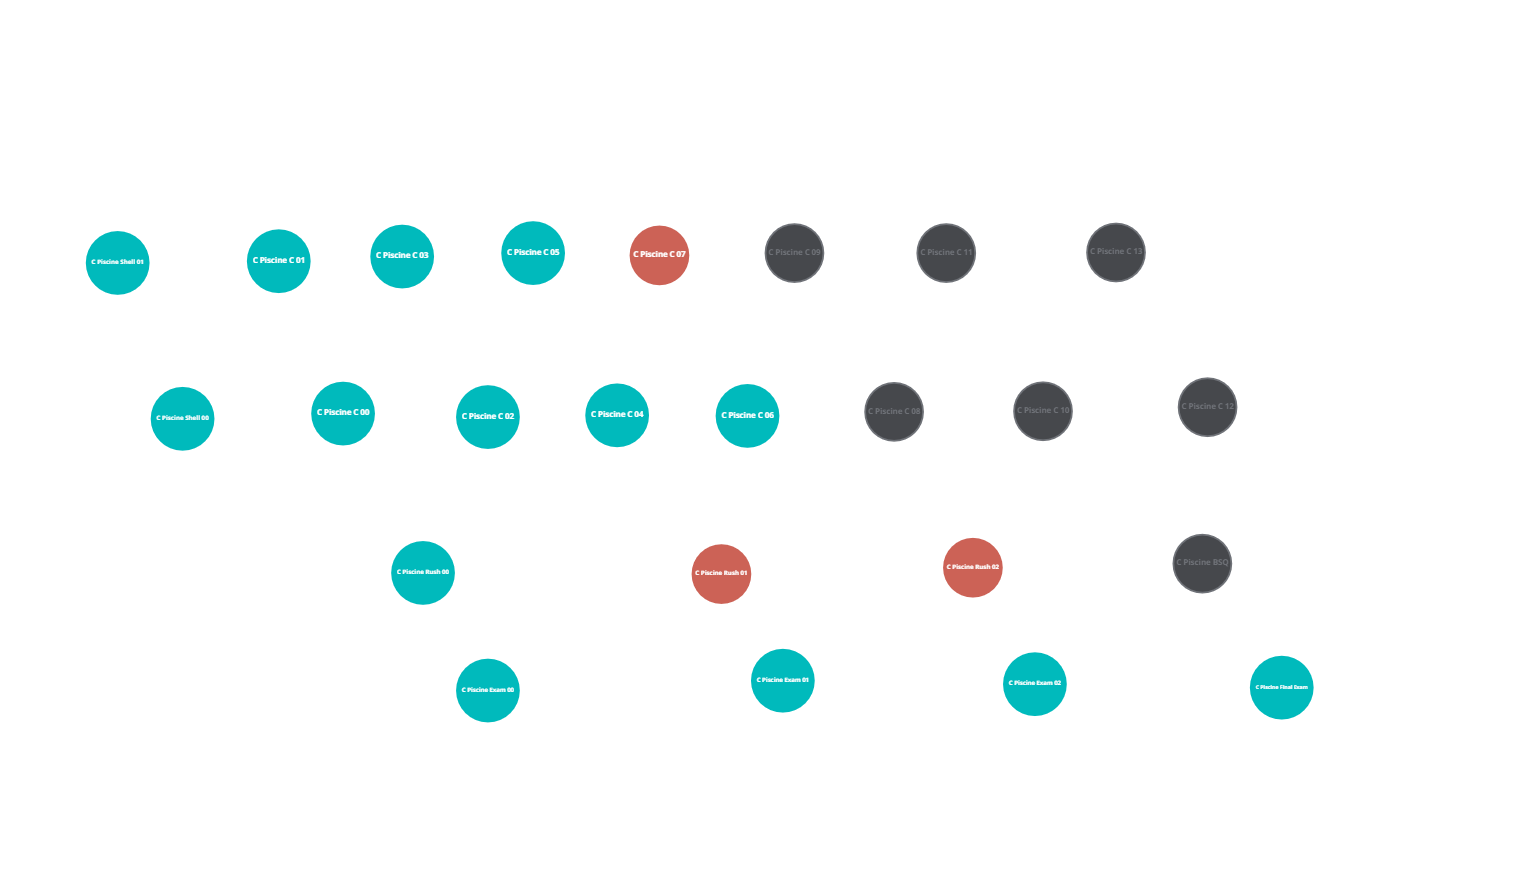 C Piscine Shell 01
C Piscine C 01
C Piscine C 03
C Piscine C 05
C Piscine C 07
C Piscine C 09
C Piscine C 11
C Piscine C 13
C Piscine Shell 00
C Piscine C 00
C Piscine C 02
C Piscine C 04
C Piscine C 06
C Piscine C 08
C Piscine C 10
C Piscine C 12
C Piscine Rush 00
C Piscine Rush 01
C Piscine Rush 02
C Piscine BSQ
C Piscine Exam 00
C Piscine Exam 01
C Piscine Exam 02
C Piscine Final Exam